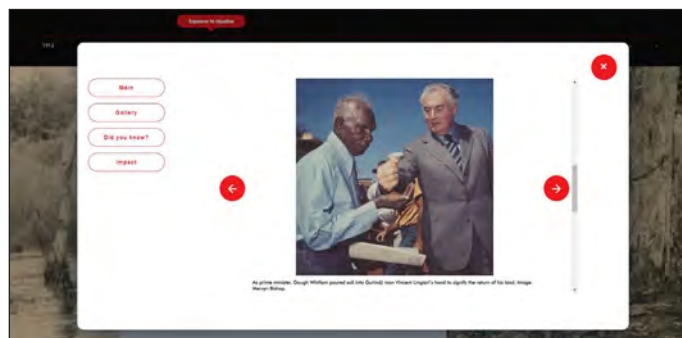 Main
Gallery
Did you know?
Impact
As prime minister, Gough Whitlam poured soil into Gurindji man Vincent Lingiari's hand to signify the return of his land. Image:
Mervyn Bishop.